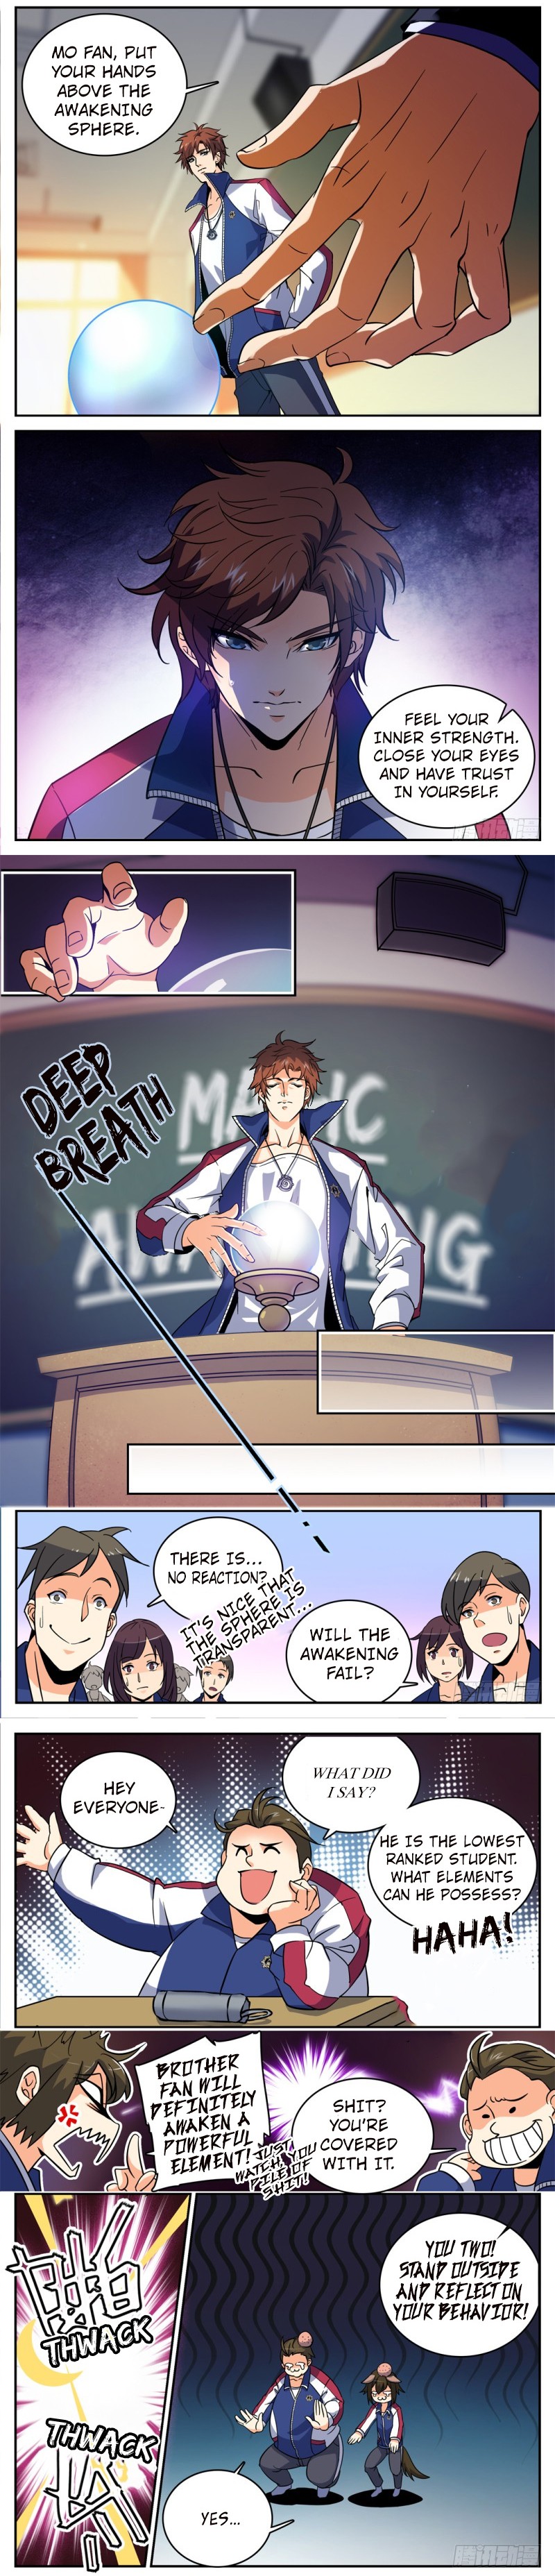 MO FAN, PUT
YOUR HANDS
ABOVE THE
AWAKENING
SPHERE.
FEEL YOUR
INNER STRENGTH.
CLOSE YOUR EYES
AND HAVE TRUST
IN YOURSELF.
DEEP
BREATH
MAGIC
THERE IS...
NO REACTION?
IT'S NICE THAT
THE SPHERE IS
TRANSPARENT...
WILL THE
AWAKENING
FAIL?
HEY
EVERYONE~
WHAT DID
I SAY?
HE IS THE LOWEST
RANKED STUDENT.
WHAT ELEMENTS
CAN HE POSSESS?
HAHA!
BROTHER
FAN WILL
DEFINITELY
AWAKEN A
POWERFUL
ELEMENT!
JUST
WATCH, YOU
PILE OF
SHIT!
SHIT?
YOU'RE
COVERED
WITH IT.
THWACK
THWACK
YOU TWO!
STAND OUTSIDE
AND REFLECT ON
YOUR BEHAVIOR!
YES...